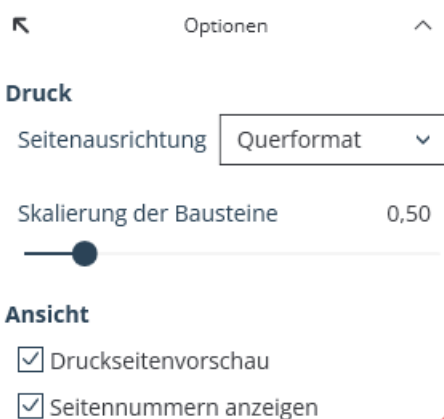 Optionen
Druck
Seitenausrichtung Querformat
Skalierung der Bausteine 0,50
Ansicht
Druckseitenvorschau
Seitennummern anzeigen